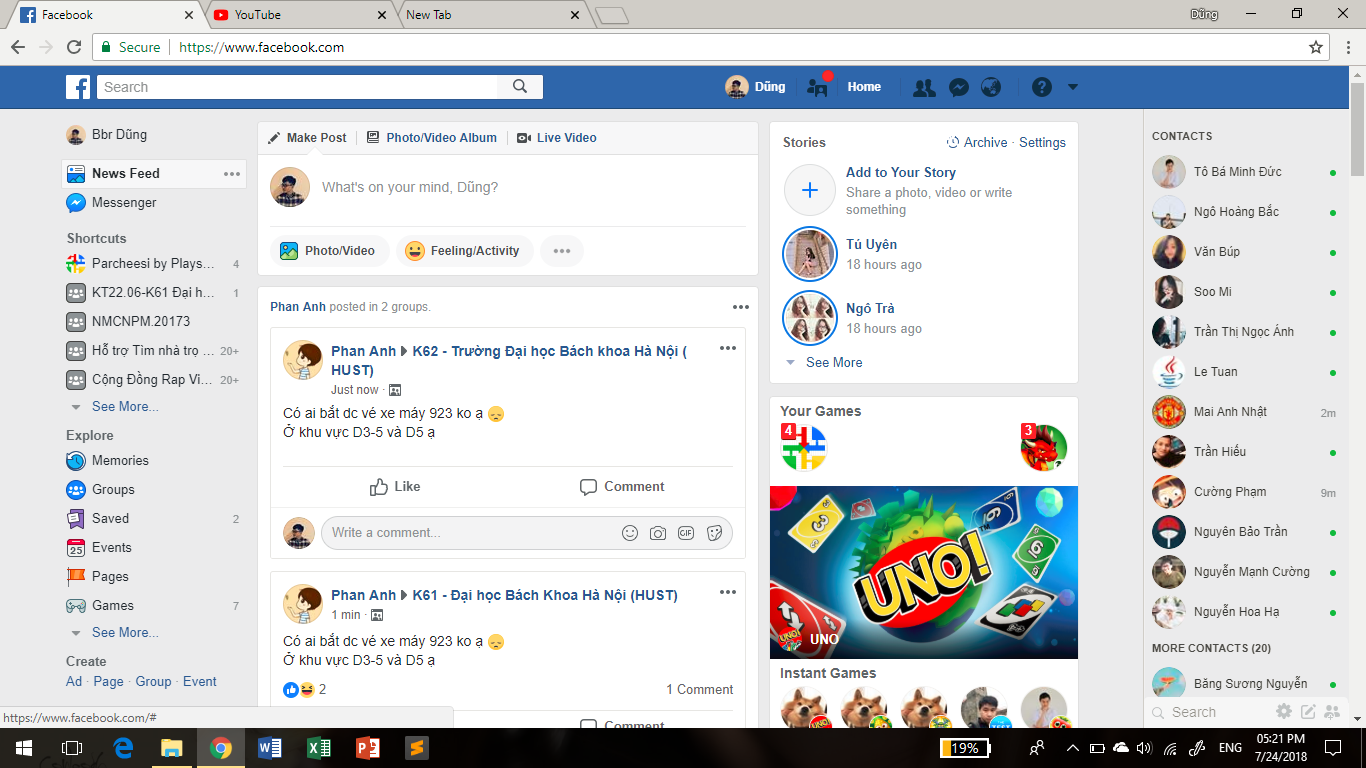 Facebook
YouTube
New Tab
Dũng
Secure
https://www.facebook.com
Search
Dũng
Home
Bbr Dũng
News Feed
Messenger
Shortcuts
Parcheesi by Plays... 4
KT22.06-K61 Đại h... 1
NMCNPM.20173
Hỗ trợ Tìm nhà trọ ... 20+
Cộng Đồng Rap Vi... 20+
See More...
Explore
Memories
Groups
Saved 2
Events
Pages
Games 7
See More...
Create
Ad · Page · Group · Event
https://www.facebook.com/#
Make Post
Photo/Video Album
Live Video
What's on your mind, Dũng?
Photo/Video
Feeling/Activity
Phan Anh posted in 2 groups.
Phan Anh K62 - Trường Đại học Bách khoa Hà Nội (
HUST)
Just now ·
Có ai bắt dc vé xe máy 923 ko ạ 😞
Ở khu vực D3-5 và D5 ạ
Like
Comment
Write a comment...
GIF
Phan Anh K61 - Đại học Bách Khoa Hà Nội (HUST)
1 min ·
Có ai bắt dc vé xe máy 923 ko ạ 😞
Ở khu vực D3-5 và D5 ạ
2
1 Comment
Comment
Stories
Archive · Settings
Add to Your Story
Share a photo, video or write
something
Tú Uyên
18 hours ago
Ngô Trà
18 hours ago
See More
Your Games
4
3
UNO!
UNO
Instant Games
CONTACTS
Tô Bá Minh Đức
Ngô Hoàng Bắc
Văn Búp
Soo Mi
Trần Thị Ngọc Ánh
Le Tuan
Mai Anh Nhật 2m
Trần Hiếu
Cường Phạm 9m
Nguyên Bảo Trần
Nguyễn Mạnh Cường
Nguyễn Hoa Hạ
MORE CONTACTS (20)
Băng Sương Nguyễn
Search
19%
ENG
05:21 PM
7/24/2018